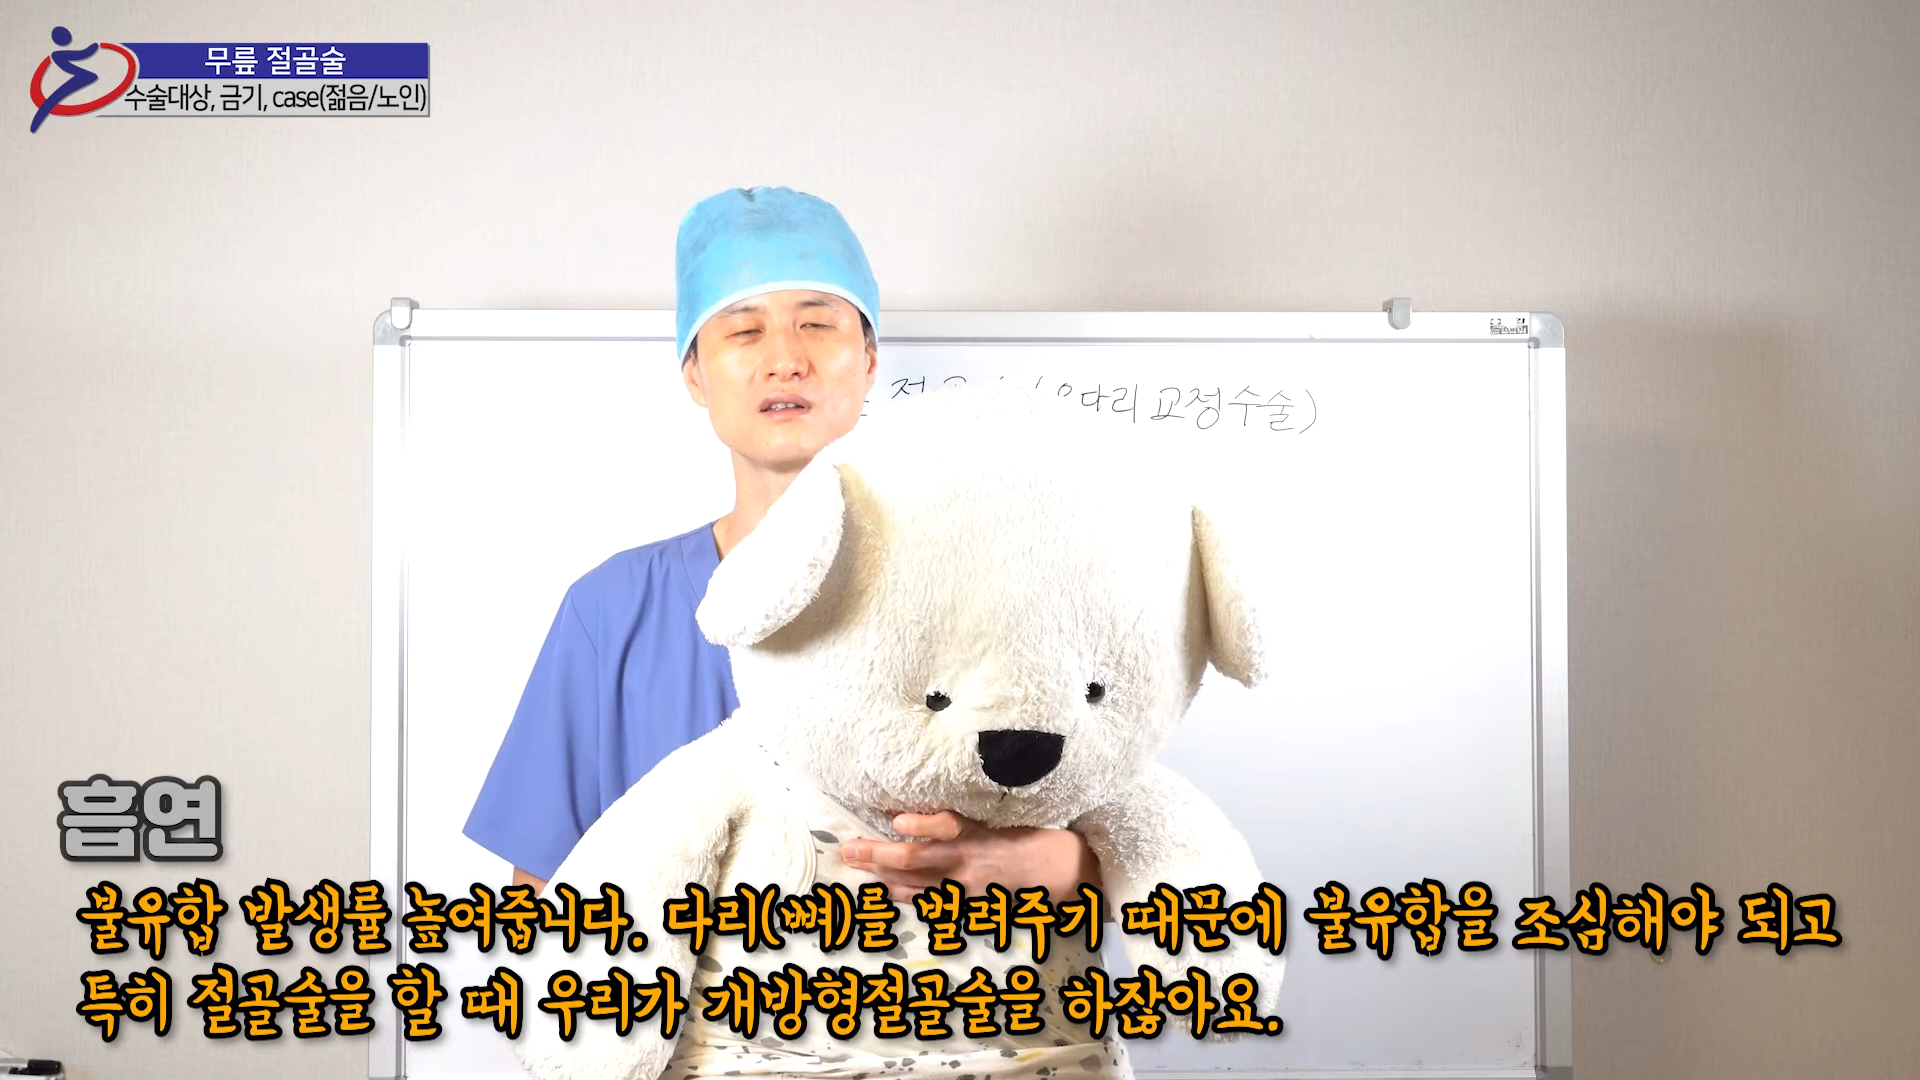 무릎 절골술
수술대상, 금기, case(젊음/노인)
다리교정수술)
흡연
불유합 발생률 높여줍니다. 다리(뼈)를 벌려주기 때문에 불유합을 조심해야 되고
특히 절골술을 할 때 우리가 개방형절골술을 하잖아요.